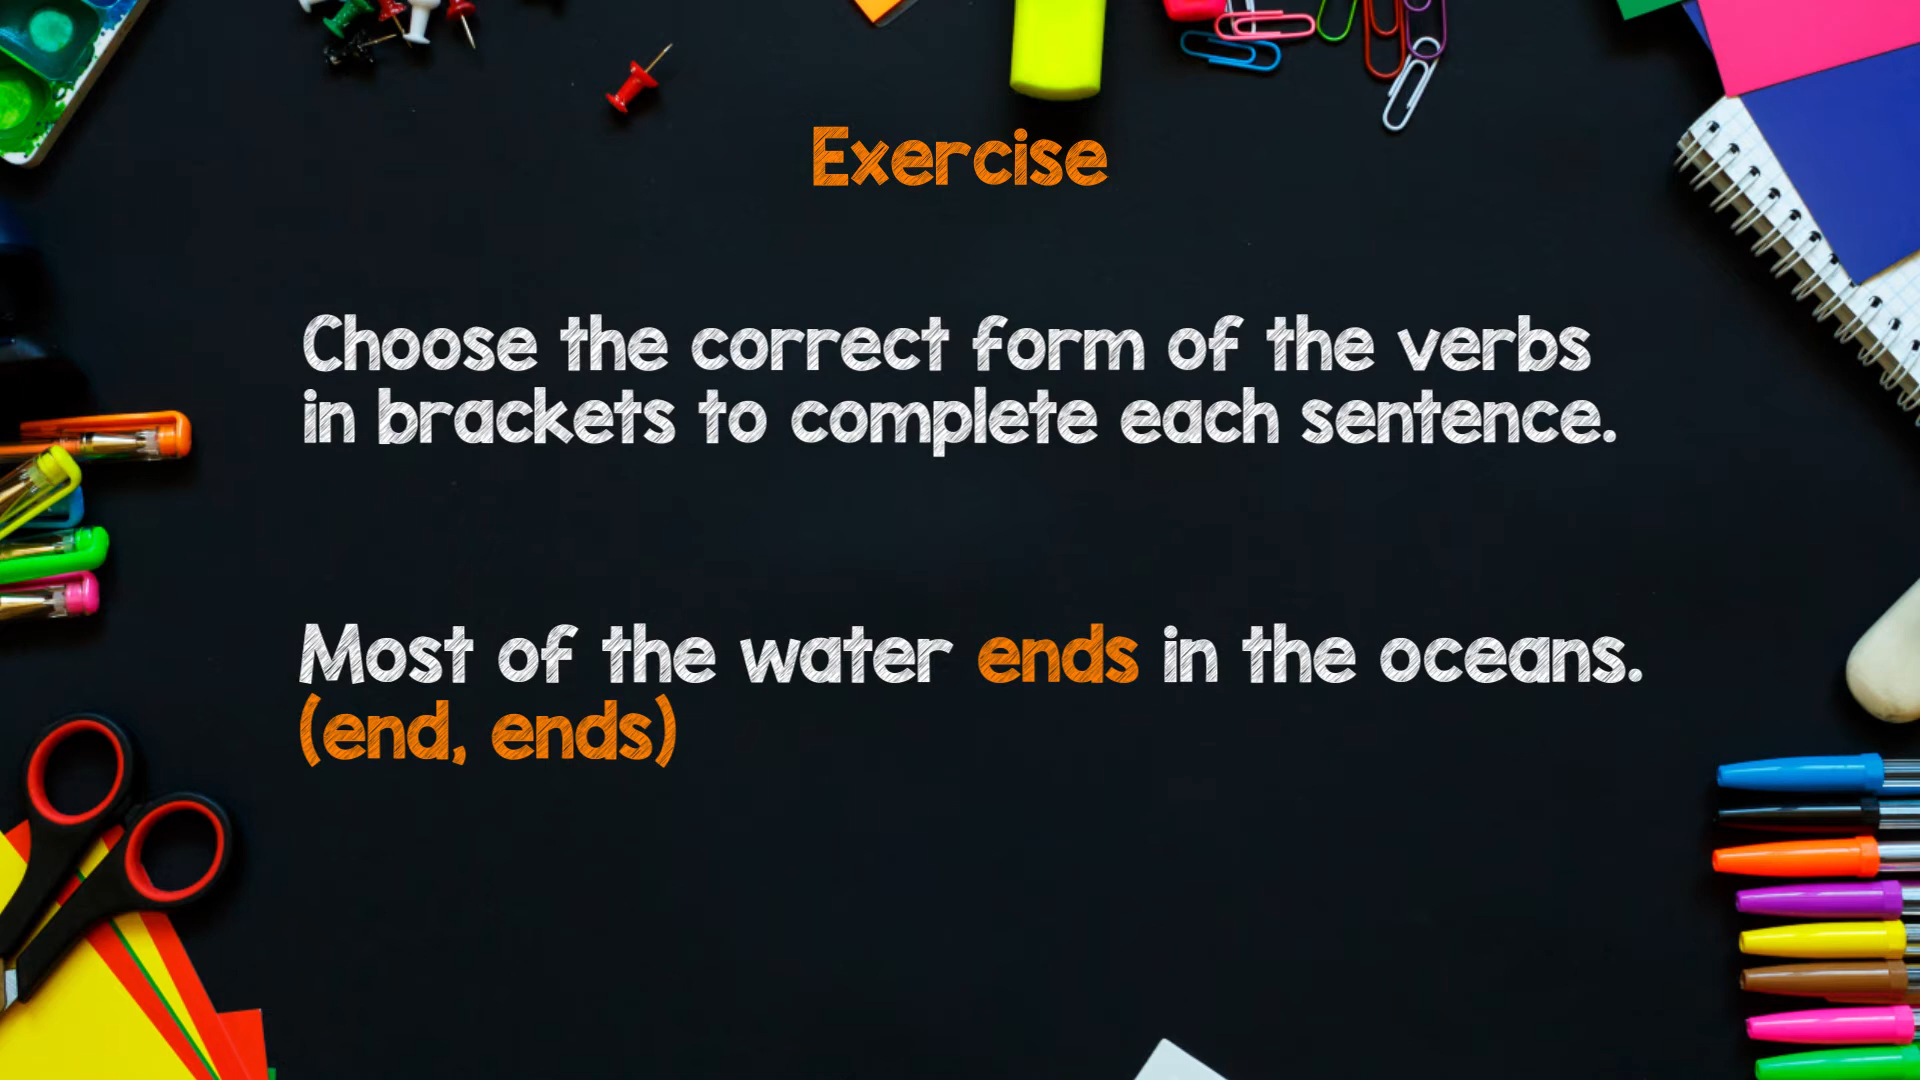 Exercise
Choose the correct form of the verbs
in brackets to complete each sentence.
Most of the water ends in the oceans.
(end, ends)